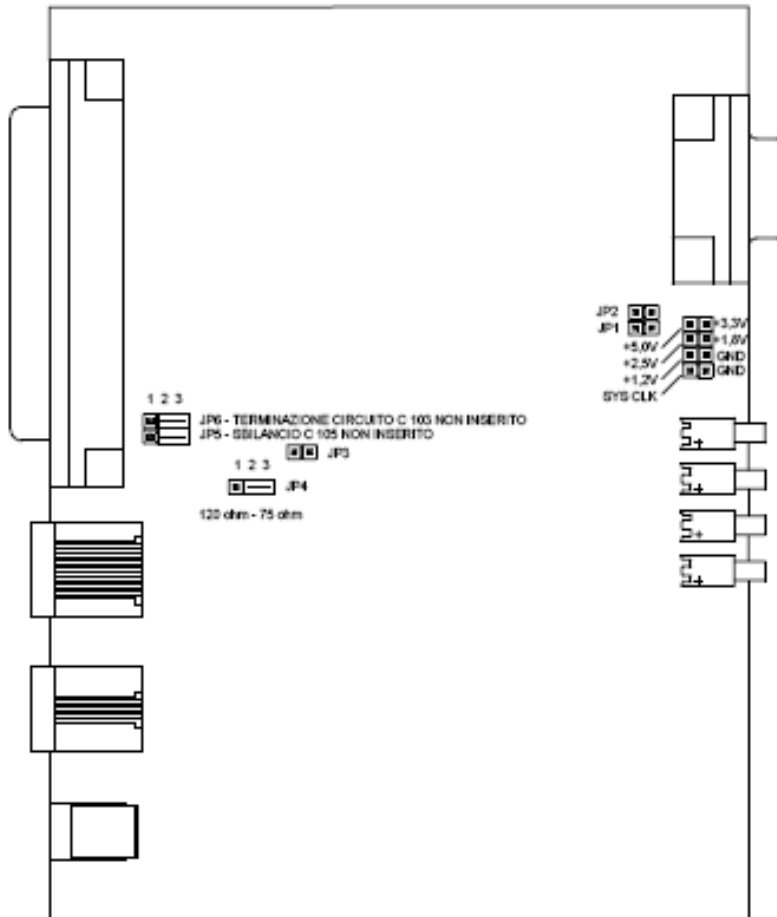 JP2
JP1
+5,0V
+3,3V
+2,5V
+1,8V
+1,2V
GND
SYS CLK
GND
1 2 3
JP6 - TERMINAZIONE CIRCUITO C 103 NON INSERITO
JP5 - SBILANCIO C 105 NON INSERITO
JP3
1 2 3
JP4
120 ohm - 75 ohm
+
+
+
+